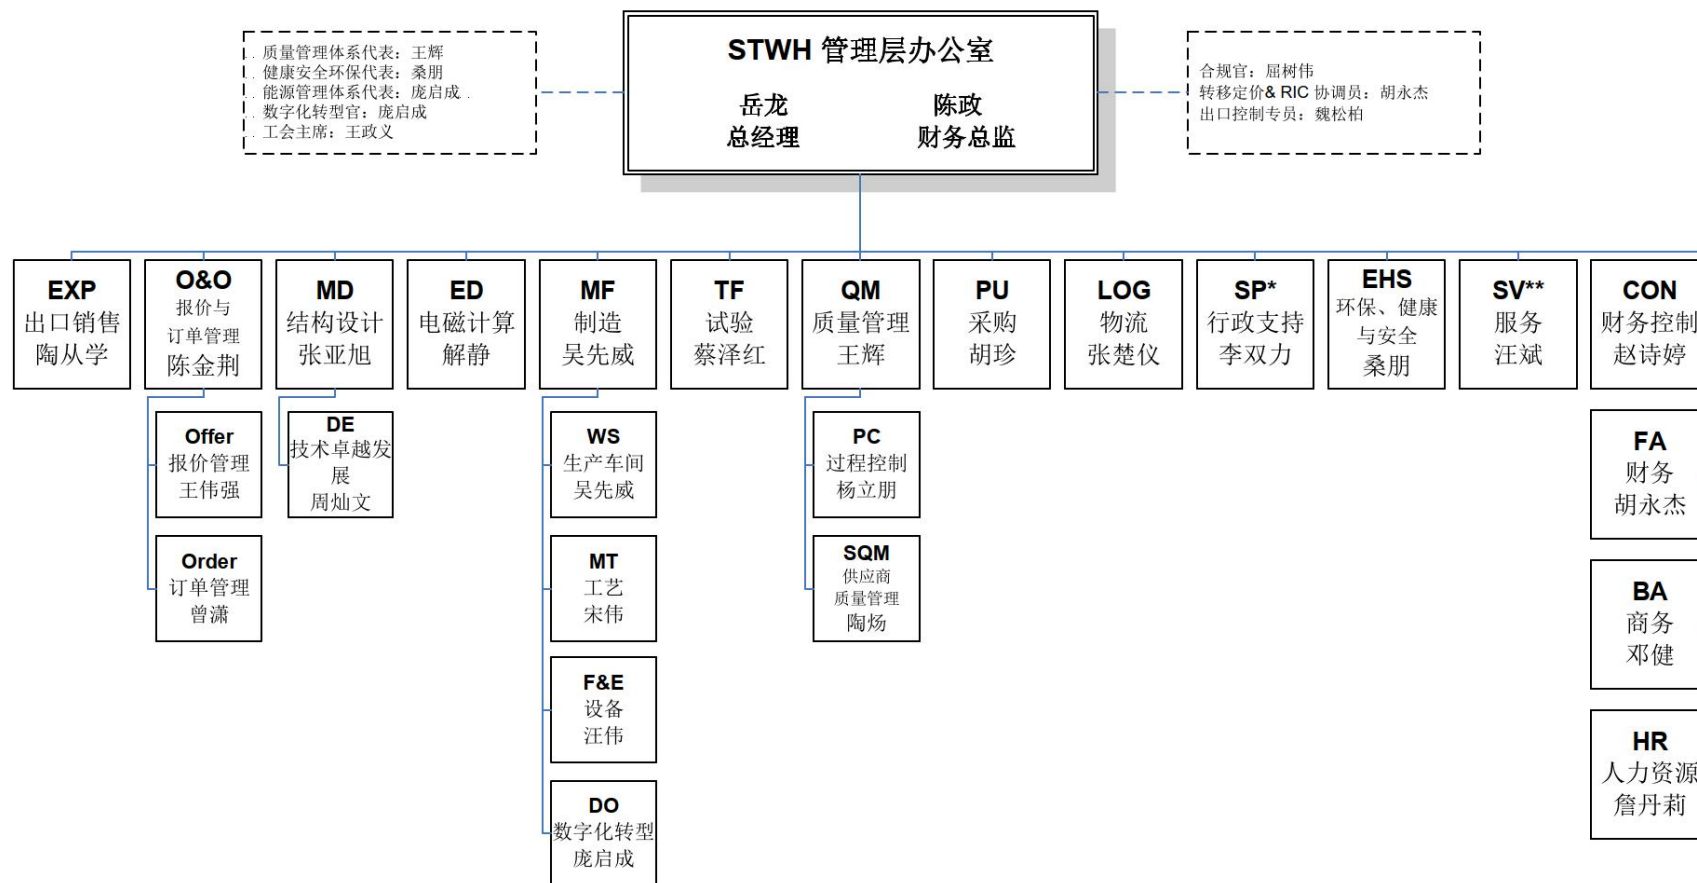 STWH 管理层办公室
岳龙
总经理
陈政
财务总监
质量管理体系代表：王辉
健康安全环保代表：桑朋
能源管理体系代表：庞启成
数字化转型官：庞启成
工会主席：王政义
合规官：屈树伟
转移定价& RIC 协调员：胡永杰
出口控制专员：魏松柏
EXP
出口销售
陶从学
O&O
报价与
订单管理
陈金荆
MD
结构设计
张亚旭
ED
电磁计算
解静
MF
制造
吴先威
TF
试验
蔡泽红
QM
质量管理
王辉
PU
采购
胡珍
LOG
物流
张楚仪
SP*
行政支持
李双力
EHS
环保、健康
与安全
桑朋
SV**
服务
汪斌
CON
财务控制
赵诗婷
Offer
报价管理
王伟强
Order
订单管理
曾潇
DE
技术卓越发
展
周灿文
WS
生产车间
吴先威
MT
工艺
宋伟
F&E
设备
汪伟
DO
数字化转型
庞启成
PC
过程控制
杨立朋
SQM
供应商
质量管理
陶炀
FA
财务
胡永杰
BA
商务
邓健
HR
人力资源
詹丹莉